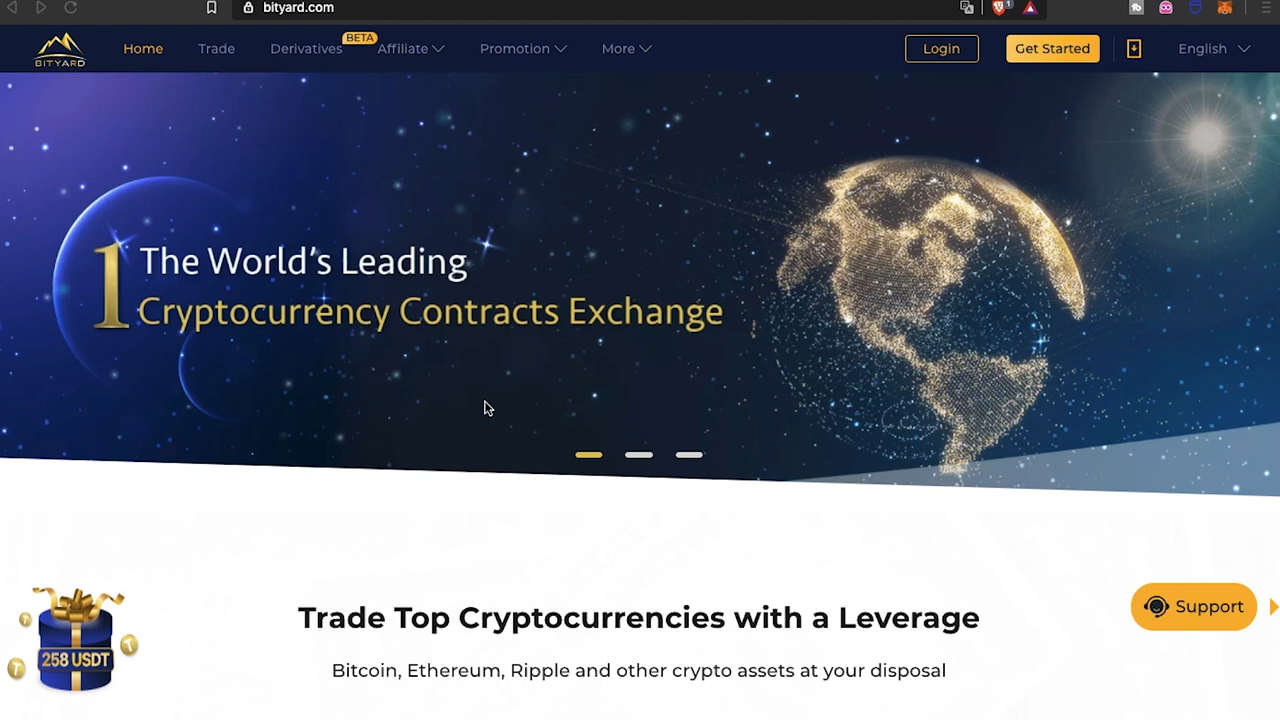 bityard.com
1
BITYARD
Home
Trade
Derivatives
BETA
Affiliate
Promotion
More
Login
Get Started
English
1
The World's Leading
Cryptocurrency Contracts Exchange
258 USDT
Trade Top Cryptocurrencies with a Leverage
Bitcoin, Ethereum, Ripple and other crypto assets at your disposal
Support